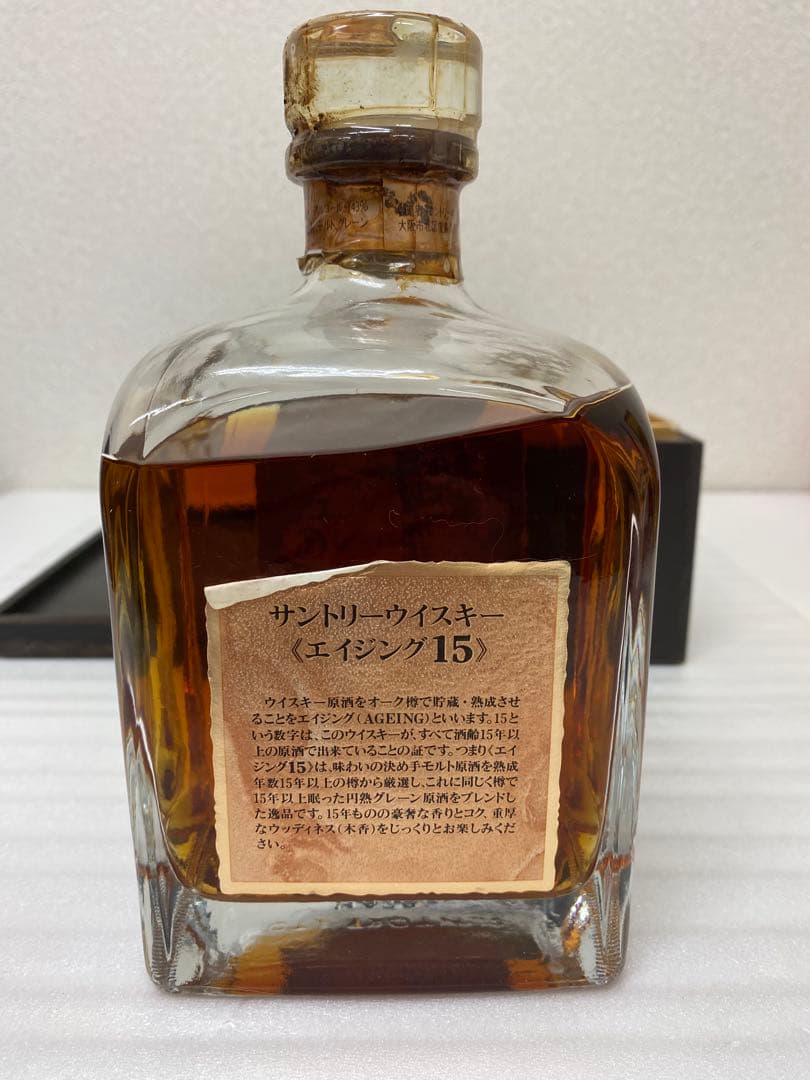 43%
グレーン
大阪市北区
サントリーウイスキー
《エイジング15》
ウイスキー原酒をオーク樽で貯蔵・熟成させ
ることをエイジング(AGEING)といいます。15と
いう数字は、このウイスキーが、すべて酒齢15年以
上の原酒で出来ていることの証です。つまり《エイ
ジング15》は、味わいの決め手モルト原酒を熟成
年数15年以上の樽から厳選し、これに同じく樽で
15年以上眠った円熟グレーン原酒をブレンドし
た逸品です。15年ものの豪奢な香りとコク、重厚
なウッディネス(木香)をじっくりとお楽しみくだ
さい。